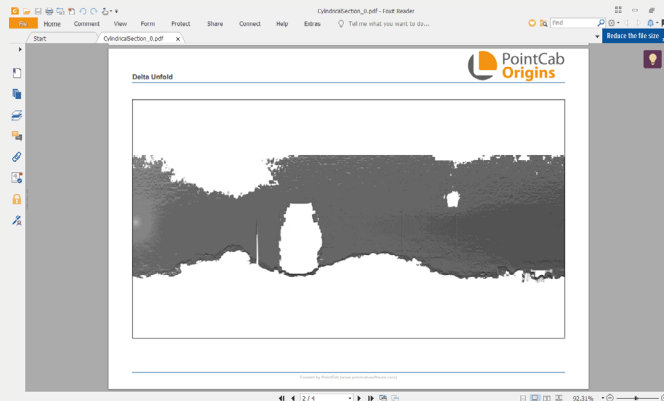 CylindricalSection_0.pdf - Foxit Reader
File Home Comment View Form Protect Share Connect Help Extras Tell me what you want to do... Find
Start CylindricalSection_0.pdf × Reduce the file size
PointCab
Origins
Delta Unfold
2 / 4 92.31%